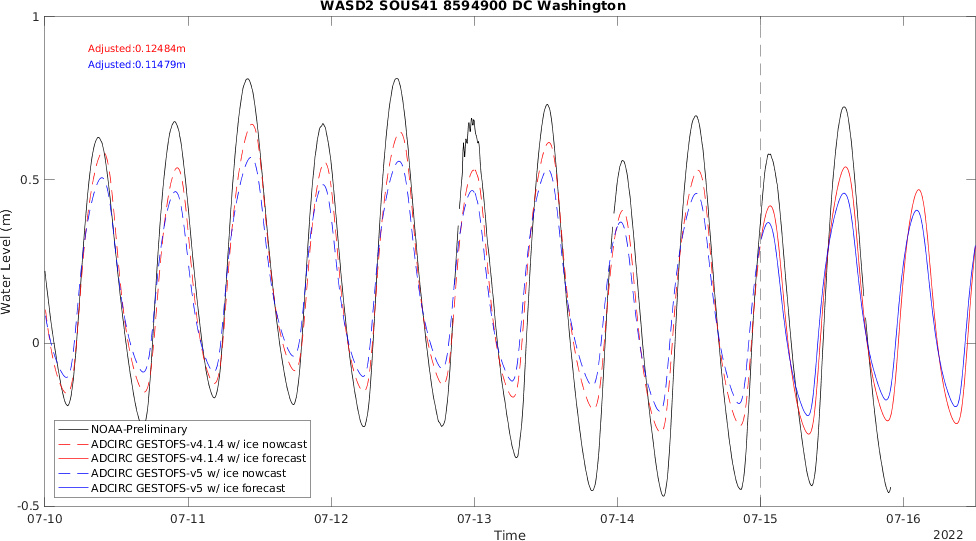 WASD2 SOUS41 8594900 DC Washington
Adjusted:0.12484m
Adjusted:0.11479m
1
0.5
0
-0.5
Water Level (m)
NOAA-Preliminary
ADCIRC GESTOFS-v4.1.4 w/ ice nowcast
ADCIRC GESTOFS-v4.1.4 w/ ice forecast
ADCIRC GESTOFS-v5 w/ ice nowcast
ADCIRC GESTOFS-v5 w/ ice forecast
07-10 07-11 07-12 07-13 07-14 07-15 07-16
Time
2022